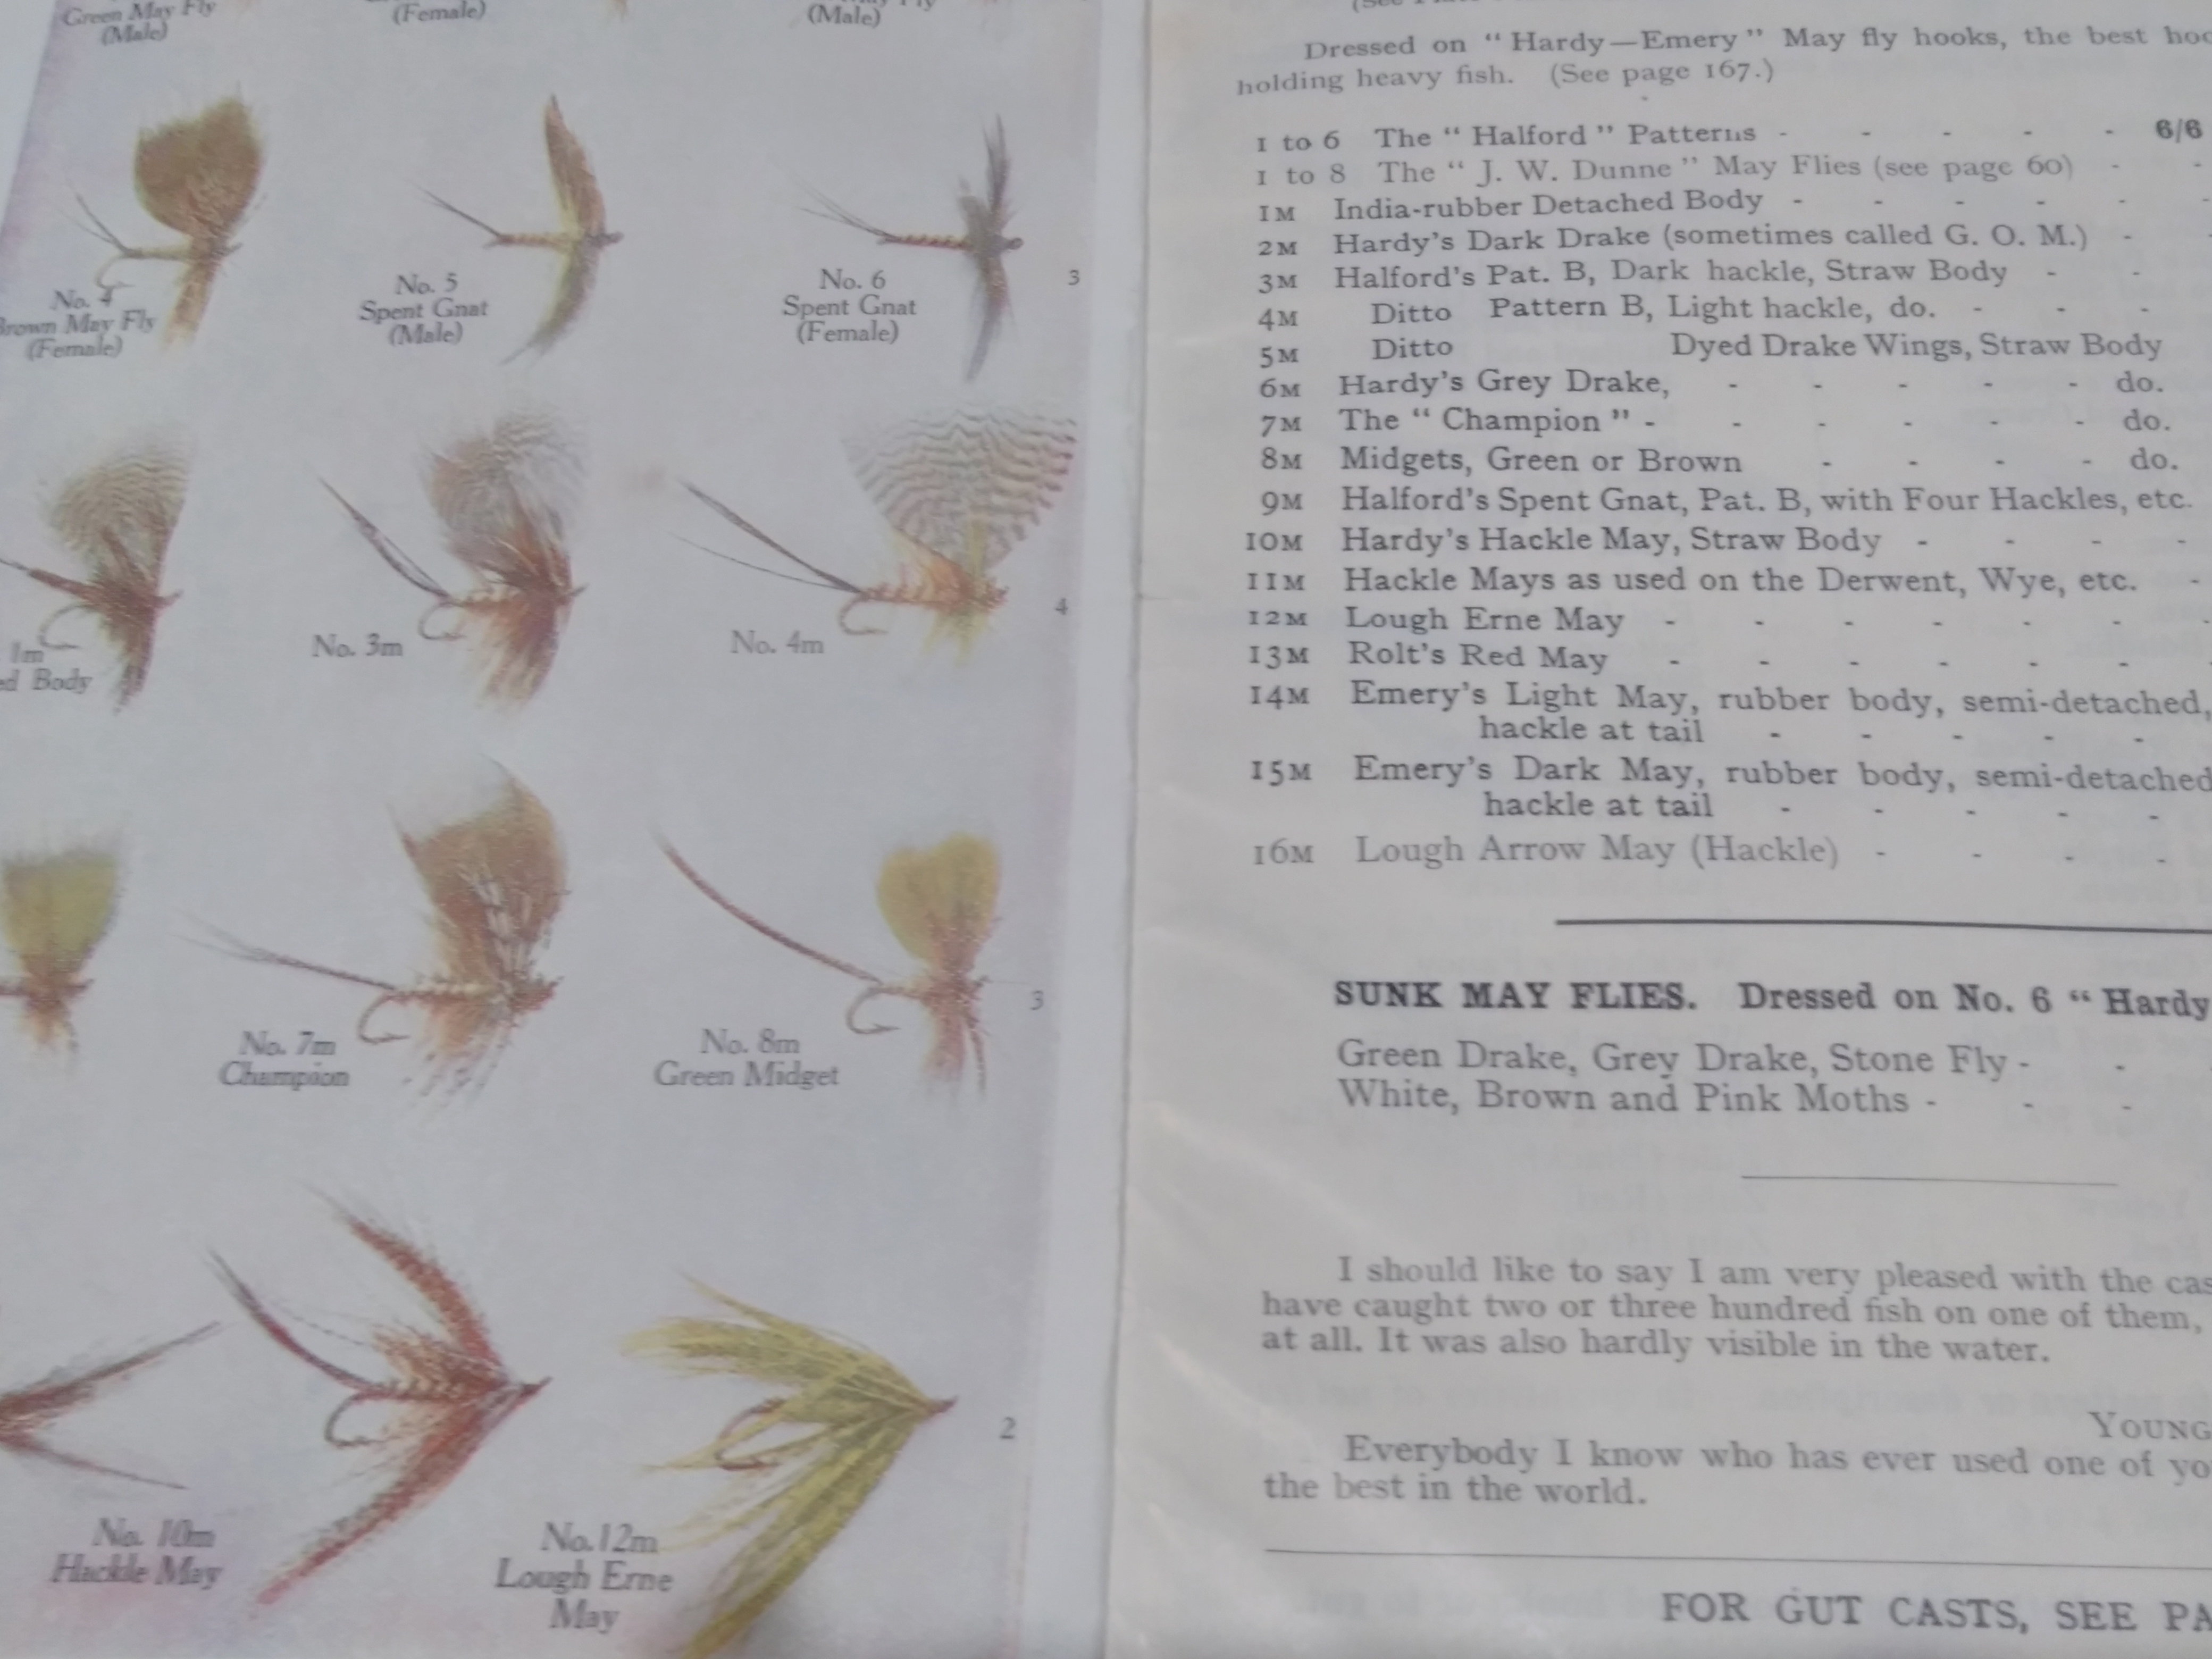 Green May Fly
(Male)
(Female)
(Male)
No. 4
Brown May Fly
(Female)
No. 5
Spent Gnat
(Male)
No. 6
Spent Gnat
(Female)
3
1m
ed Body
No. 3m
No. 4m
4
No. 7m
Champion
No. 8m
Green Midget
3
No. 10m
Hackle May
No. 12m
Lough Erne
May
2
Dressed on “ Hardy—Emery ” May fly hooks, the best hoo
holding heavy fish. (See page 167.)
1 to 6 The “ Halford ” Patterns - - - - - 6/6
1 to 8 The “ J. W. Dunne ” May Flies (see page 60) - -
1M India-rubber Detached Body - - - - - -
2M Hardy's Dark Drake (sometimes called G. O. M.) - -
3M Halford's Pat. B, Dark hackle, Straw Body - -
4M Ditto Pattern B, Light hackle, do. - - -
5M Ditto Dyed Drake Wings, Straw Body
6M Hardy's Grey Drake, - - - - - do.
7M The “ Champion ” - - - - - - do.
8M Midgets, Green or Brown - - - - do.
9M Halford's Spent Gnat, Pat. B, with Four Hackles, etc.
10M Hardy's Hackle May, Straw Body - - - -
11M Hackle Mays as used on the Derwent, Wye, etc. -
12M Lough Erne May - - - - - - -
13M Rolt's Red May - - - - - - -
14M Emery's Light May, rubber body, semi-detached,
hackle at tail - - - - -
15M Emery's Dark May, rubber body, semi-detached
hackle at tail - - - - -
16M Lough Arrow May (Hackle) - - - -
SUNK MAY FLIES. Dressed on No. 6 “ Hardy
Green Drake, Grey Drake, Stone Fly - -
White, Brown and Pink Moths - - -
I should like to say I am very pleased with the cas
have caught two or three hundred fish on one of them,
at all. It was also hardly visible in the water.
YOUNG
Everybody I know who has ever used one of yo
the best in the world.
FOR GUT CASTS, SEE PA